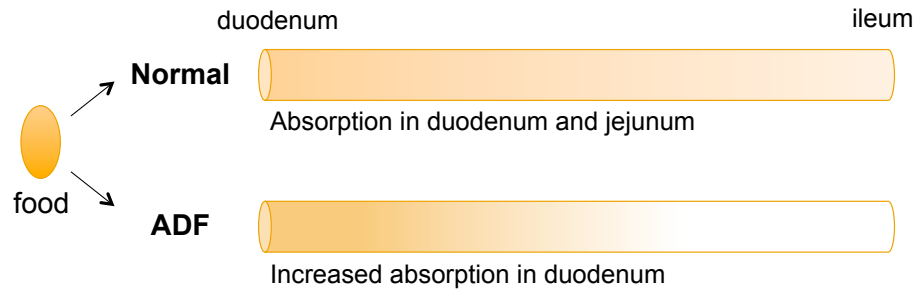 duodenum
ileum
Normal
Absorption in duodenum and jejunum
food
ADF
Increased absorption in duodenum